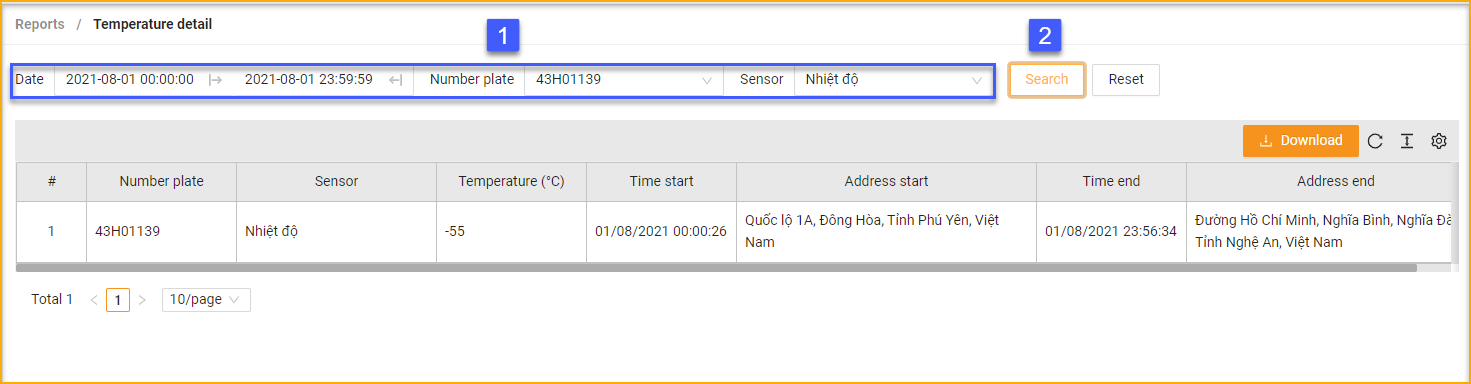 Reports / Temperature detail
1
2
Date 2021-08-01 00:00:00 2021-08-01 23:59:59 Number plate 43H01139 Sensor Nhiệt độ Search Reset
Download
# Number plate Sensor Temperature (°C) Time start Address start Time end Address end
1 43H01139 Nhiệt độ -55 01/08/2021 00:00:26 Quốc lộ 1A, Đông Hòa, Tỉnh Phú Yên, Việt 01/08/2021 23:56:34 Đường Hồ Chí Minh, Nghĩa Bình, Nghĩa Đà
Nam Tỉnh Nghệ An, Việt Nam
Total 1 < 1 > 10/page